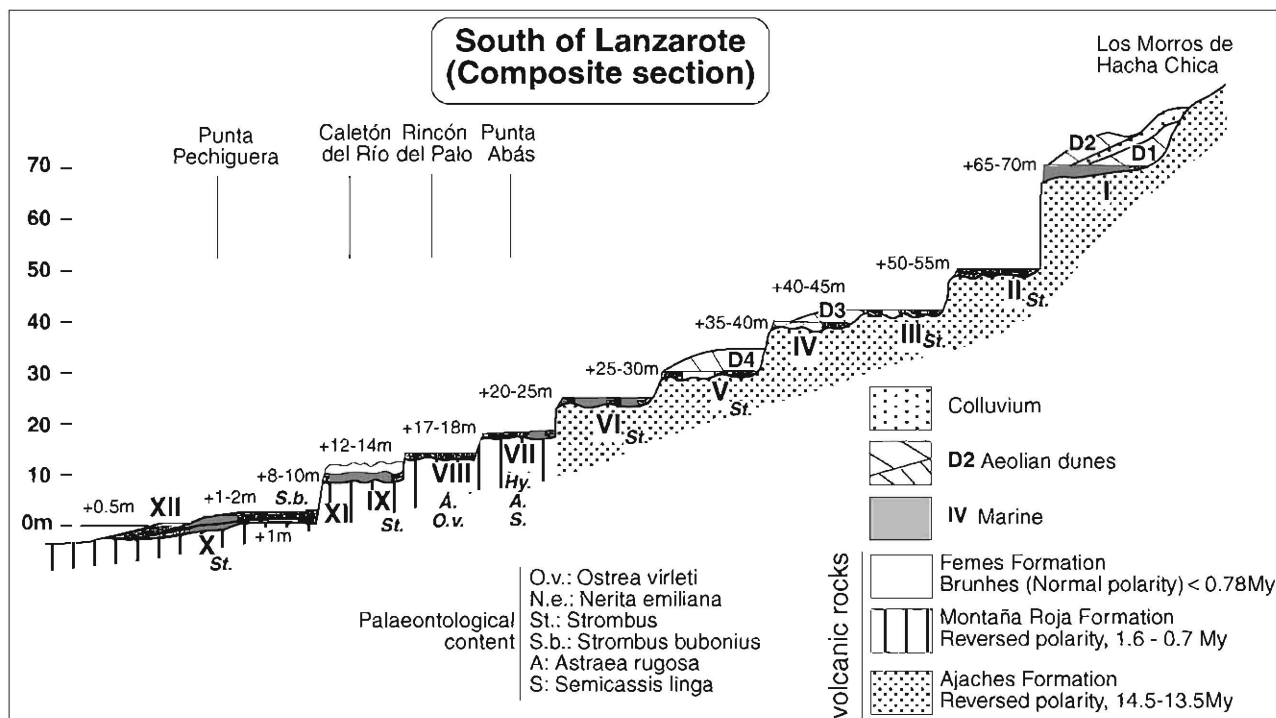 South of Lanzarote
(Composite section)
Los Morros de
Hacha Chica
Punta
Pechiguera
Caletón
del Río
Rincón
del Palo
Punta
Abás
70
60
50
40
30
20
10
0m
+65-70m
D2
D1
I
+50-55m
II
St.
+40-45m
D3
III
St.
+35-40m
IV
+25-30m
D4
V
St.
+20-25m
VI
St.
+17-18m
VII
Hy.
A.
S.
+12-14m
VIII
A.
O.v.
+8-10m
XI
IX
St.
S.b.
+1-2m
+1m
X
St.
XII
+0.5m
Colluvium
D2 Aeolian dunes
IV Marine
volcanic rocks
Femes Formation
Brunhes (Normal polarity) < 0.78My
Montaña Roja Formation
Reversed polarity, 1.6 - 0.7 My
Ajaches Formation
Reversed polarity, 14.5-13.5My
Palaeontological
content
O.v.: Ostrea virleti
N.e.: Nerita emiliana
St.: Strombus
S.b.: Strombus bubonius
A: Astraea rugosa
S: Semicassis linga